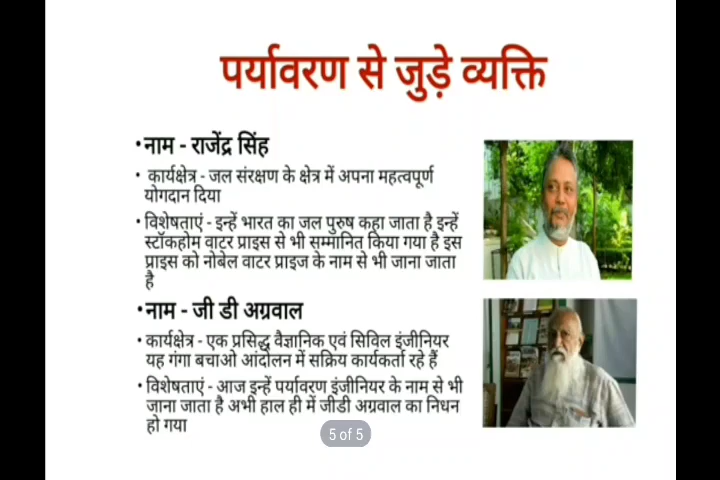 पर्यावरण से जुड़े व्यक्ति
•नाम - राजेंद्र सिंह
• कार्यक्षेत्र - जल संरक्षण के क्षेत्र में अपना महत्वपूर्ण
योगदान दिया
•विशेषताएं - इन्हें भारत का जल पुरुष कहा जाता है इन्हें
स्टॉकहोम वाटर प्राइस से भी सम्मानित किया गया है इस
प्राइस को नोबेल वाटर प्राइज के नाम से भी जाना जाता
है
•नाम - जी डी अग्रवाल
•कार्यक्षेत्र - एक प्रसिद्ध वैज्ञानिक एवं सिविल इंजीनियर
यह गंगा बचाओ आंदोलन में सक्रिय कार्यकर्ता रहे हैं
•विशेषताएं - आज इन्हें पर्यावरण इंजीनियर के नाम से भी
जाना जाता है अभी हाल ही में जीडी अग्रवाल का निधन
हो गया
5 of 5